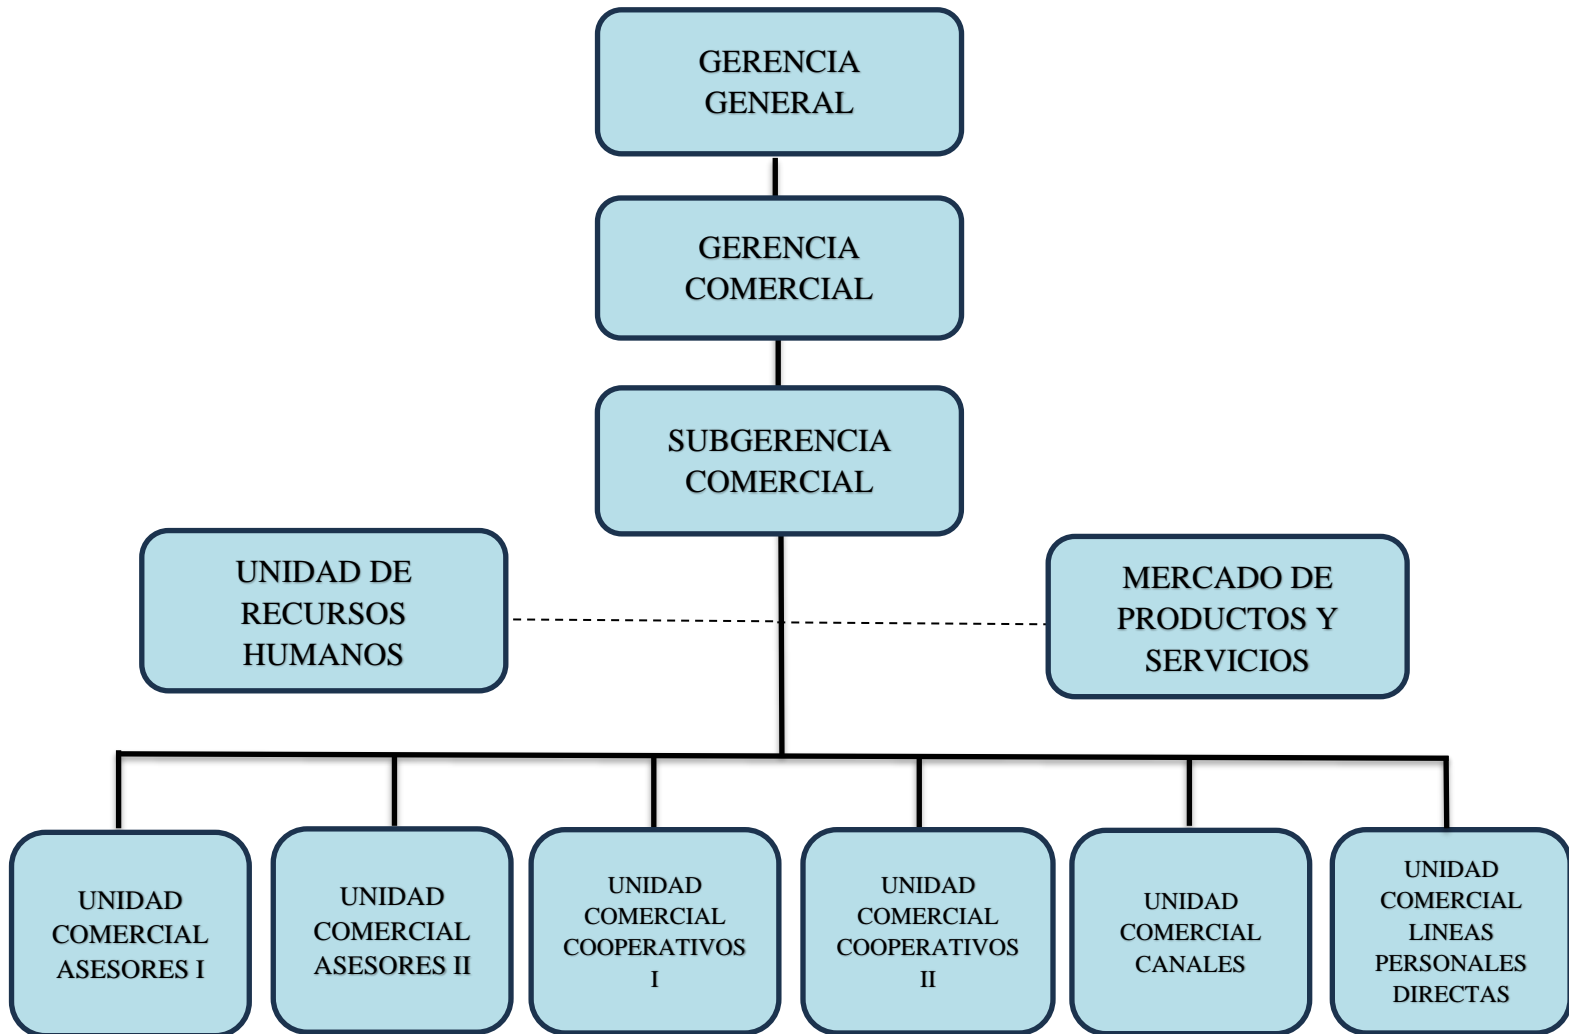 GERENCIA
GENERAL
GERENCIA
COMERCIAL
SUBGERENCIA
COMERCIAL
UNIDAD DE
RECURSOS
HUMANOS
MERCADO DE
PRODUCTOS Y
SERVICIOS
UNIDAD
COMERCIAL
ASESORES I
UNIDAD
COMERCIAL
ASESORES II
UNIDAD
COMERCIAL
COOPERATIVOS
I
UNIDAD
COMERCIAL
COOPERATIVOS
II
UNIDAD
COMERCIAL
CANALES
UNIDAD
COMERCIAL
LINEAS
PERSONALES
DIRECTAS